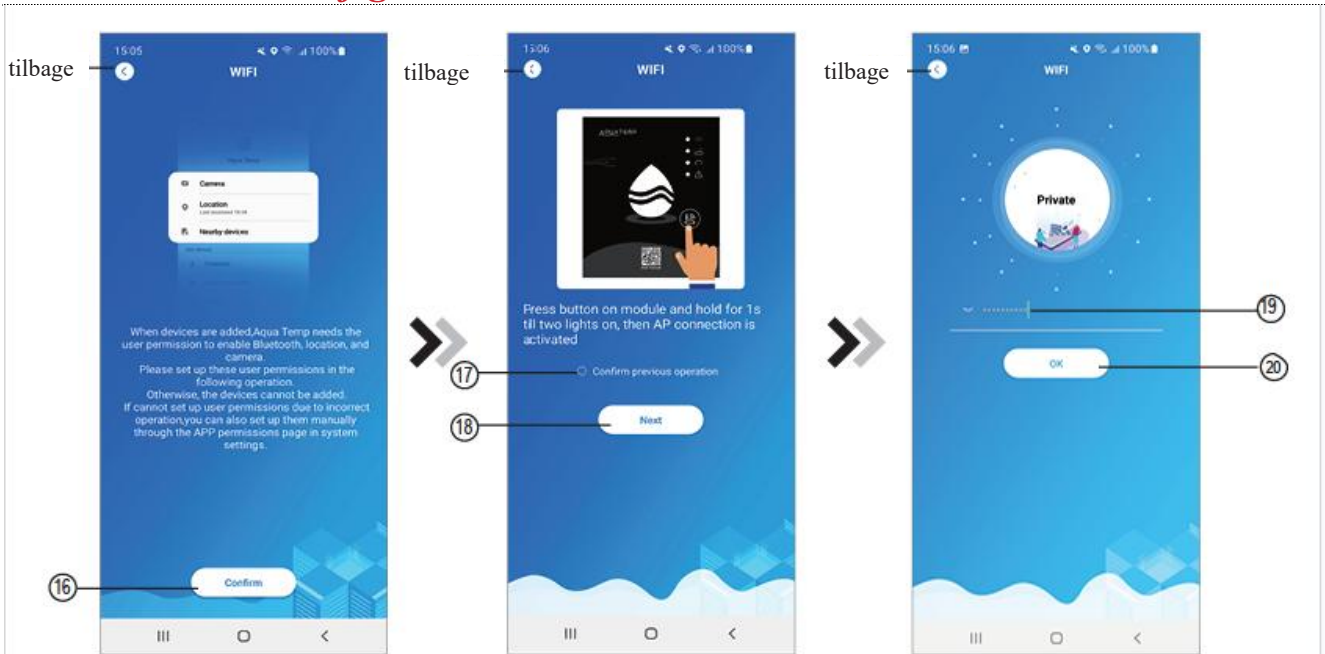 15:05
100%
tilbage
WIFI
Camera
Location
Nearby devices
When devices are added,Aqua Temp needs the
user permission to enable Bluetooth, location, and
camera.
Please set up these user permissions in the
following operation.
Otherwise, the devices cannot be added.
If cannot set up user permissions due to incorrect
operation,you can also set up them manually
through the APP permissions page in system
settings.
16
Confirm
15:06
100%
tilbage
WIFI
AQUA TEMP
Press button on module and hold for 1s
till two lights on, then AP connection is
activated
17
Confirm previous operation
18
Next
15:06
100%
tilbage
WIFI
Private
19
OK
20